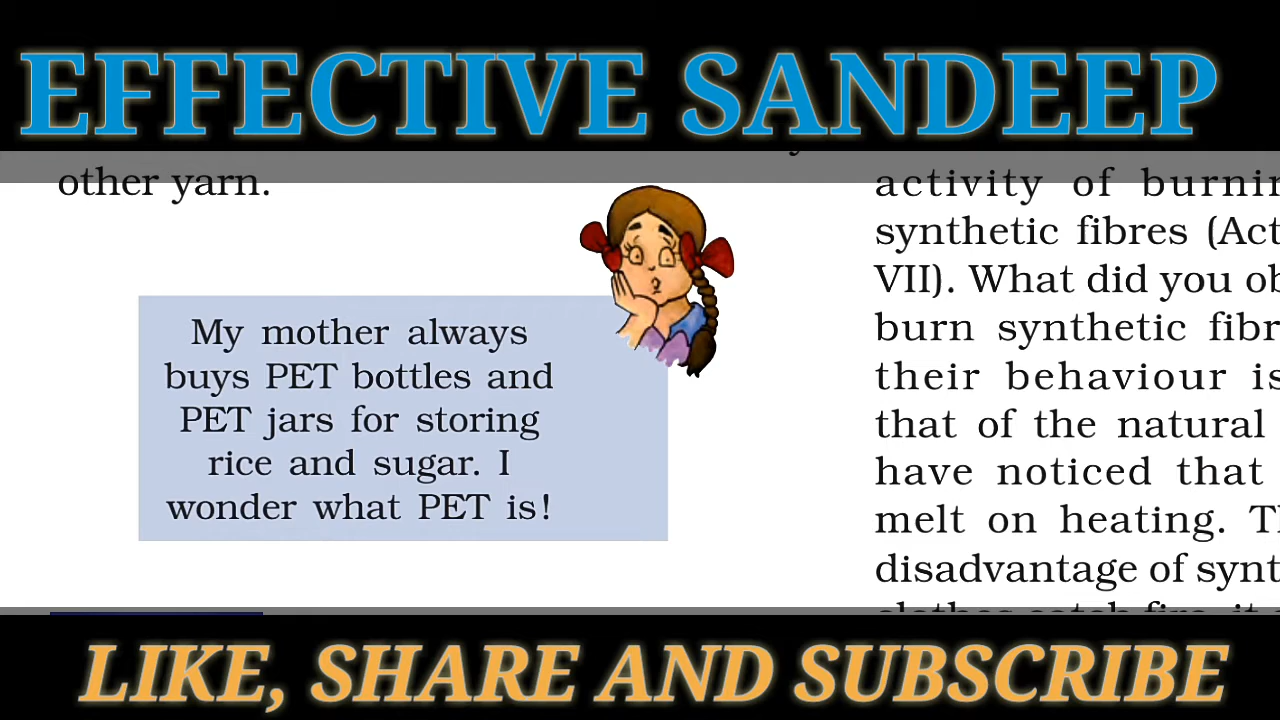 EFFECTIVE SANDEEP
other yarn.
My mother always
buys PET bottles and
PET jars for storing
rice and sugar. I
wonder what PET is!
activity of
synthetic fibres
VII). What did you
burn synthetic
their behaviour
that of the natural
have noticed that
melt on heating.
disadvantage of
LIKE, SHARE AND SUBSCRIBE